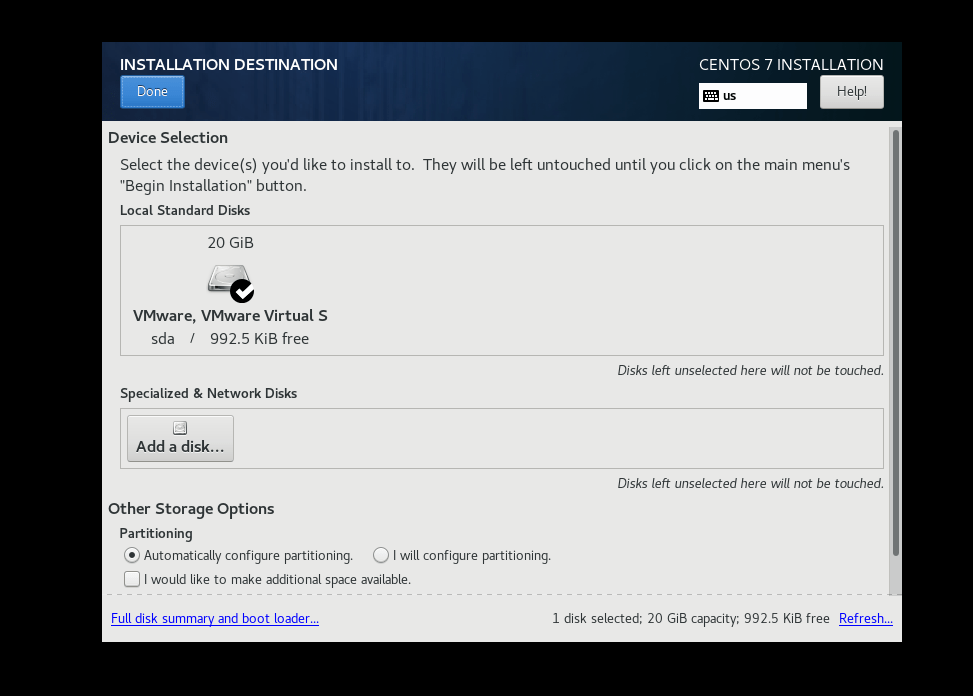 INSTALLATION DESTINATION
CENTOS 7 INSTALLATION
Done
us
Help!
Device Selection
Select the device(s) you'd like to install to.  They will be left untouched until you click on the main menu's
"Begin Installation" button.
Local Standard Disks
20 GiB
VMware, VMware Virtual S
sda / 992.5 KiB free
Disks left unselected here will not be touched.
Specialized & Network Disks
Add a disk...
Disks left unselected here will not be touched.
Other Storage Options
Partitioning
Automatically configure partitioning. I will configure partitioning.
I would like to make additional space available.
Full disk summary and boot loader... 1 disk selected; 20 GiB capacity; 992.5 KiB free Refresh...